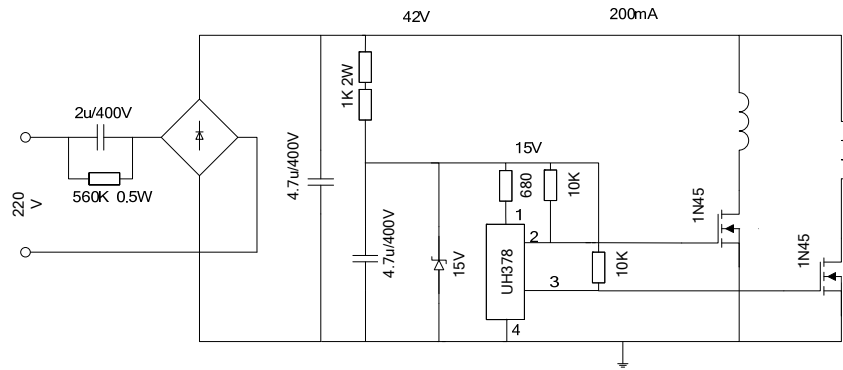 42V
200mA
2u/400V
1K 2W
15V
4.7u/400V
680
10K
560K 0.5W
220
V
1
2
1N45
4.7u/400V
15V
UH378
3
10K
1N45
4